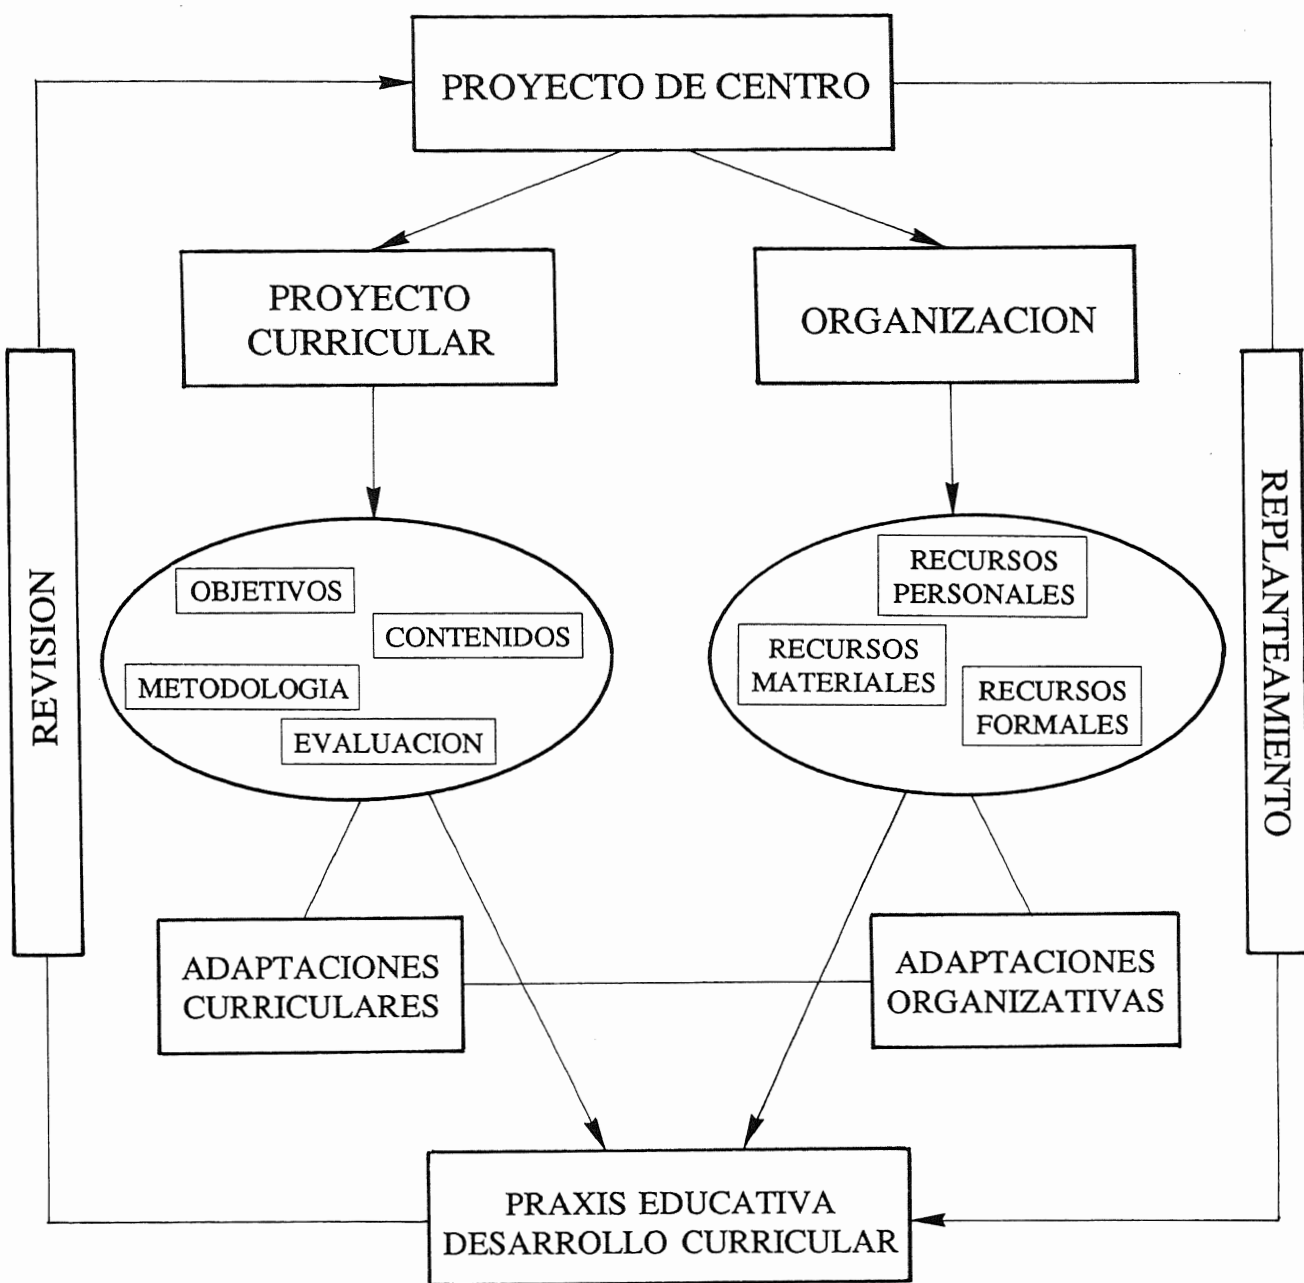 PROYECTO DE CENTRO
PROYECTO
CURRICULAR
ORGANIZACION
REVISION
REPLANTEAMIENTO
OBJETIVOS
CONTENIDOS
METODOLOGIA
EVALUACION
RECURSOS
PERSONALES
RECURSOS
MATERIALES
RECURSOS
FORMALES
ADAPTACIONES
CURRICULARES
ADAPTACIONES
ORGANIZATIVAS
PRAXIS EDUCATIVA
DESARROLLO CURRICULAR